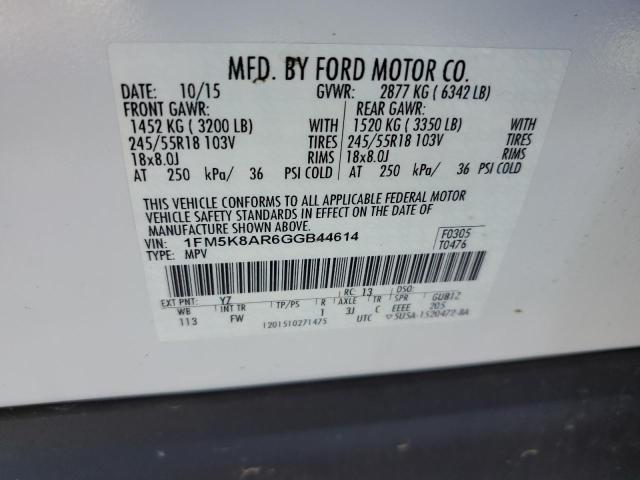 MFD. BY FORD MOTOR CO.
DATE: 10/15 GVWR: 2877 KG ( 6342 LB)
FRONT GAWR: REAR GAWR:
1452 KG ( 3200 LB) WITH 1520 KG ( 3350 LB) WITH
245/55R18 103V TIRES 245/55R18 103V TIRES
18x8.0J RIMS 18x8.0J RIMS
AT 250 kPa/ 36 PSI COLD AT 250 kPa/ 36 PSI COLD
THIS VEHICLE CONFORMS TO ALL APPLICABLE FEDERAL MOTOR
VEHICLE SAFETY STANDARDS IN EFFECT ON THE DATE OF
MANUFACTURE SHOWN ABOVE.
VIN: 1FM5K8AR6GGB44614 F0305
TYPE: MPV T0476
EXT PNT: YZ RC: 13 DSO:
WB INT TR TP/PS R AXLE TR SPR GUB12
113 FW 1 3J C EEEE 205
1201510271475 UTC 5USA-1520472-BA